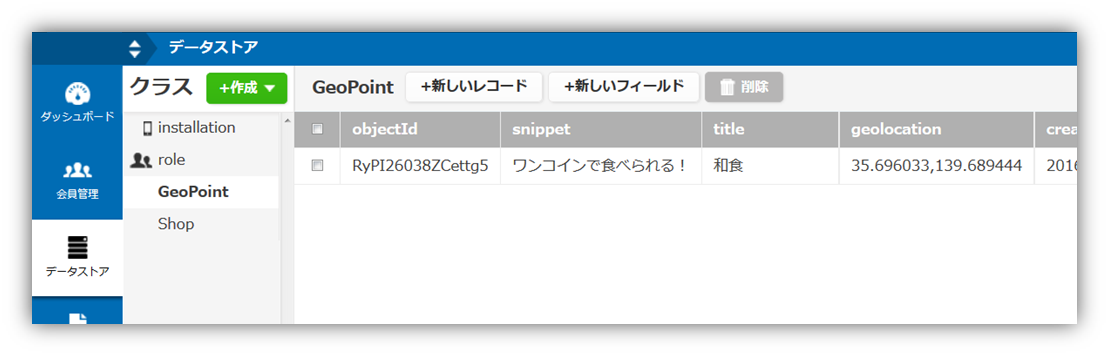 データストア
ダッシュボード
会員管理
データストア
クラス
+作成
installation
role
GeoPoint
Shop
GeoPoint
+新しいレコード
+新しいフィールド
削除
objectId snippet title geolocation crea
RyPI26038ZCettg5 ワンコインで食べられる！ 和食 35.696033,139.689444 2016